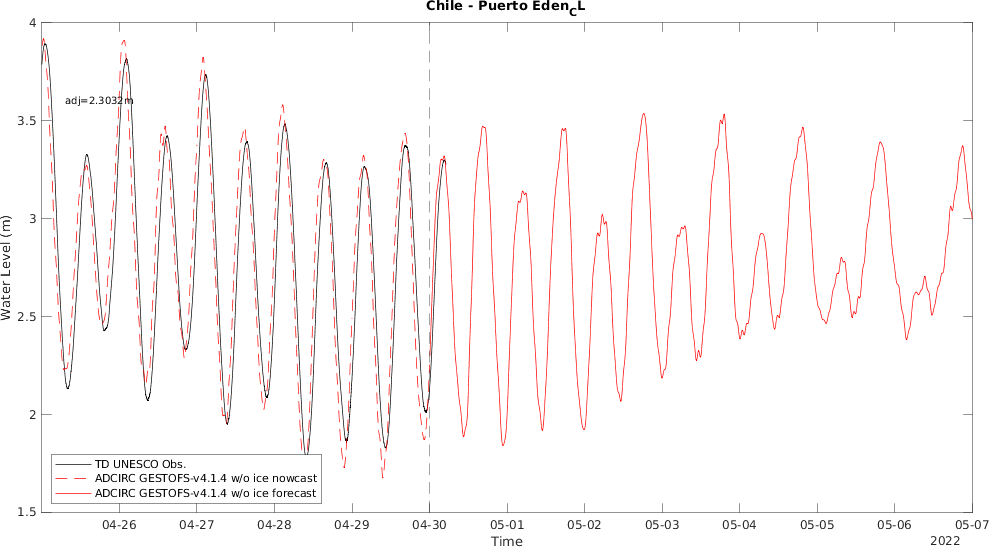 Chile - Puerto Eden_CL
4
3.5
3
2.5
2
1.5
Water Level (m)
adj=2.3032m
TD UNESCO Obs.
ADCIRC GESTOFS-v4.1.4 w/o ice nowcast
ADCIRC GESTOFS-v4.1.4 w/o ice forecast
04-26 04-27 04-28 04-29 04-30 05-01 05-02 05-03 05-04 05-05 05-06 05-07
Time
2022